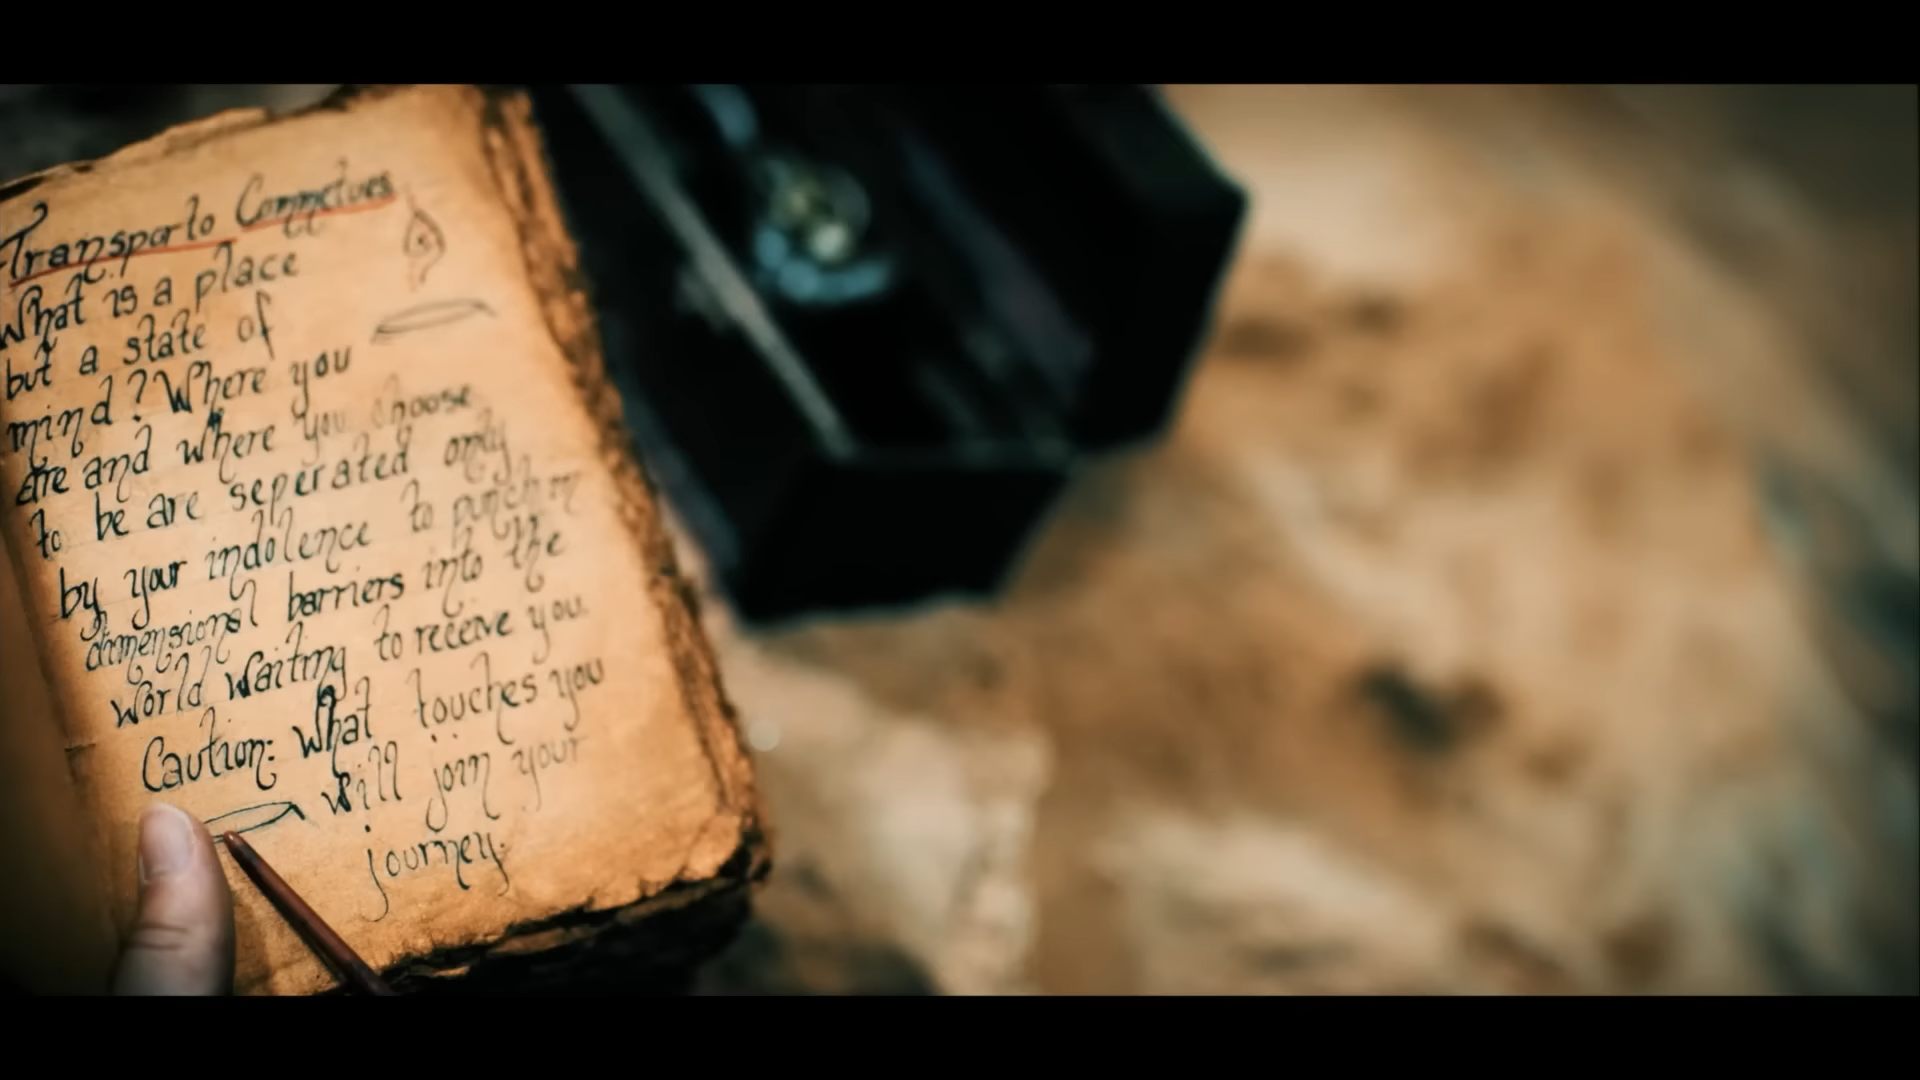 Transporto Commetues
What is a place
but a state of
mind? Where you
are and where you choose
to be are seperated only
by your indolence to punch in
dimensional barriers into the
world waiting to receive you.
Caution: What touches you
will join your
journey.